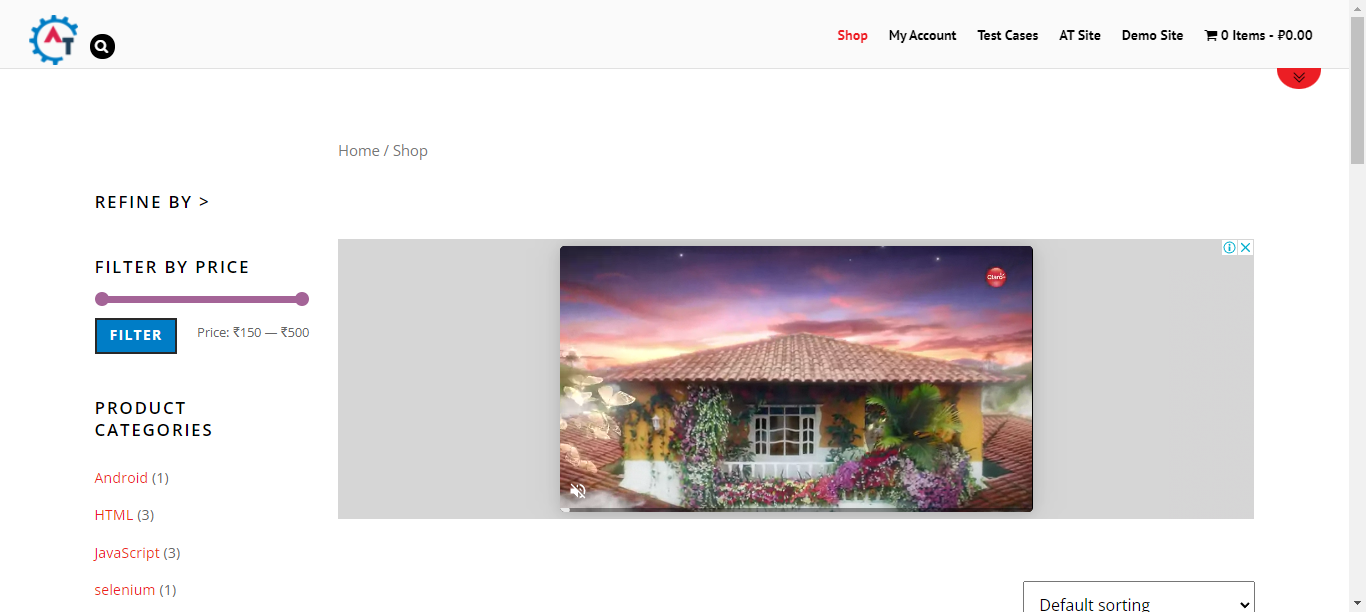 AT
Shop
My Account
Test Cases
AT Site
Demo Site
0 Items - ₽0.00
Home / Shop
REFINE BY >
FILTER BY PRICE
FILTER
Price: ₹150 — ₹500
PRODUCT
CATEGORIES
Android (1)
HTML (3)
JavaScript (3)
selenium (1)
Claro
Default sorting